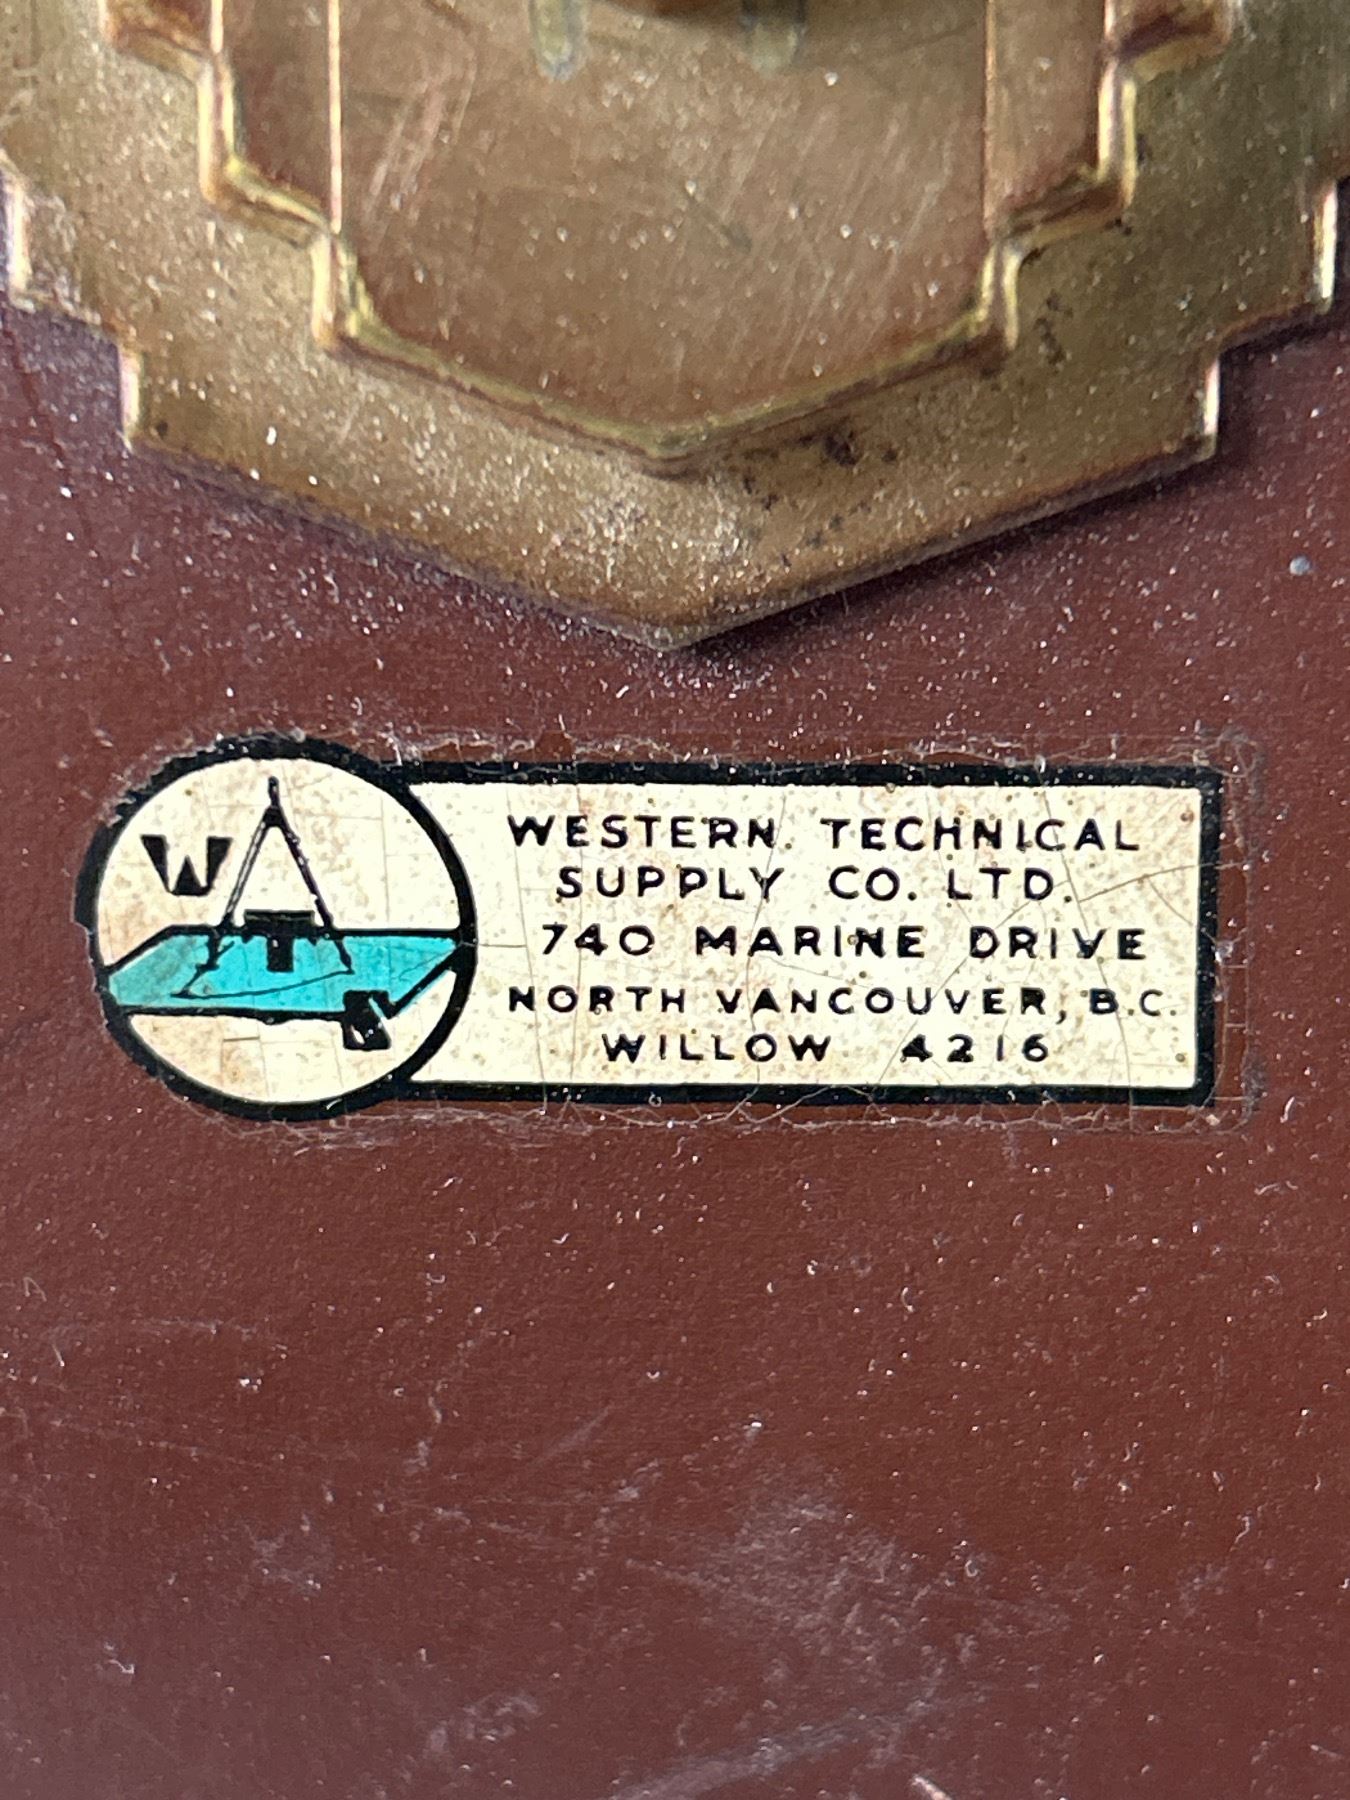 W
WESTERN TECHNICAL
SUPPLY CO. LTD.
740 MARINE DRIVE
NORTH VANCOUVER, B.C.
WILLOW 4216